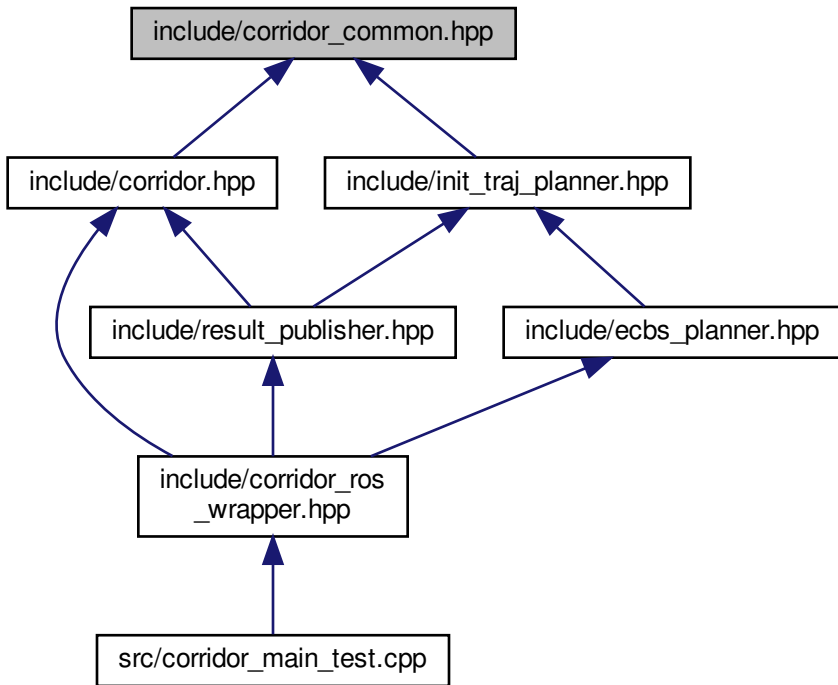 include/corridor_common.hpp
include/corridor.hpp
include/init_traj_planner.hpp
include/result_publisher.hpp
include/ecbs_planner.hpp
include/corridor_ros
_wrapper.hpp
src/corridor_main_test.cpp